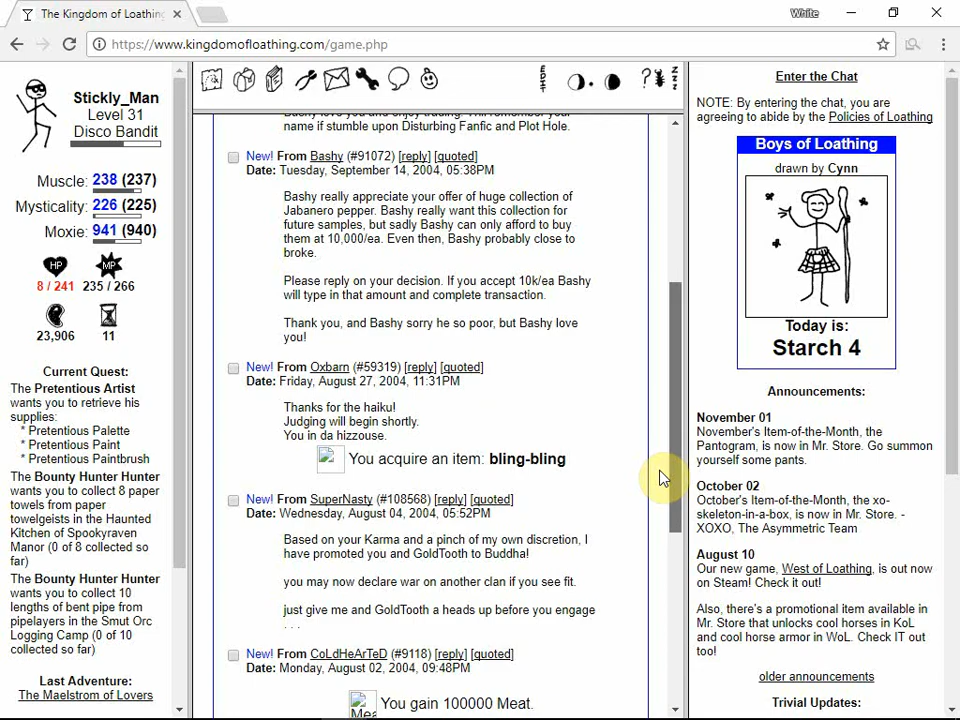 The Kingdom of Loathing
White
https://www.kingdomofloathing.com/game.php
Stickly_Man
Level 31
Disco Bandit
Muscle: 238 (237)
Mysticality: 226 (225)
Moxie: 941 (940)
HP
MP
8 / 241
235 / 266
23,906
11
Current Quest:
The Pretentious Artist
wants you to retrieve his
supplies:
* Pretentious Palette
* Pretentious Paint
* Pretentious Paintbrush
The Bounty Hunter Hunter
wants you to collect 8 paper
towels from paper
towelgeists in the Haunted
Kitchen of Spookyraven
Manor (0 of 8 collected so
far)
The Bounty Hunter Hunter
wants you to collect 10
lengths of bent pipe from
pipelayers in the Smut Orc
Logging Camp (0 of 10
collected so far)
Last Adventure:
The Maelstrom of Lovers
EDIT
?
ZZZ
Bashy love you and enjoy trading. Will remember your
name if stumble upon Disturbing Fanfic and Plot Hole.
New! From Bashy (#91072) [reply] [quoted]
Date: Tuesday, September 14, 2004, 05:38PM
Bashy really appreciate your offer of huge collection of
Jabanero pepper. Bashy really want this collection for
future samples, but sadly Bashy can only afford to buy
them at 10,000/ea. Even then, Bashy probably close to
broke.
Please reply on your decision. If you accept 10k/ea Bashy
will type in that amount and complete transaction.
Thank you, and Bashy sorry he so poor, but Bashy love
you!
New! From Oxbarn (#59319) [reply] [quoted]
Date: Friday, August 27, 2004, 11:31PM
Thanks for the haiku!
Judging will begin shortly.
You in da hizzouse.
You acquire an item: bling-bling
New! From SuperNasty (#108568) [reply] [quoted]
Date: Wednesday, August 04, 2004, 05:52PM
Based on your Karma and a pinch of my own discretion, I
have promoted you and GoldTooth to Buddha!
you may now declare war on another clan if you see fit.
just give me and GoldTooth a heads up before you engage
. . .
New! From CoLdHeArTeD (#9118) [reply] [quoted]
Date: Monday, August 02, 2004, 09:48PM
You gain 100000 Meat.
Enter the Chat
NOTE: By entering the chat, you are
agreeing to abide by the Policies of Loathing
Boys of Loathing
drawn by Cynn
Today is:
Starch 4
Announcements:
November 01
November's Item-of-the-Month, the
Pantogram, is now in Mr. Store. Go summon
yourself some pants.
October 02
October's Item-of-the-Month, the xo-
skeleton-in-a-box, is now in Mr. Store. -
XOXO, The Asymmetric Team
August 10
Our new game, West of Loathing, is out now
on Steam! Check it out!
Also, there's a promotional item available in
Mr. Store that unlocks cool horses in KoL
and cool horse armor in WoL. Check IT out
too!
older announcements
Trivial Updates: